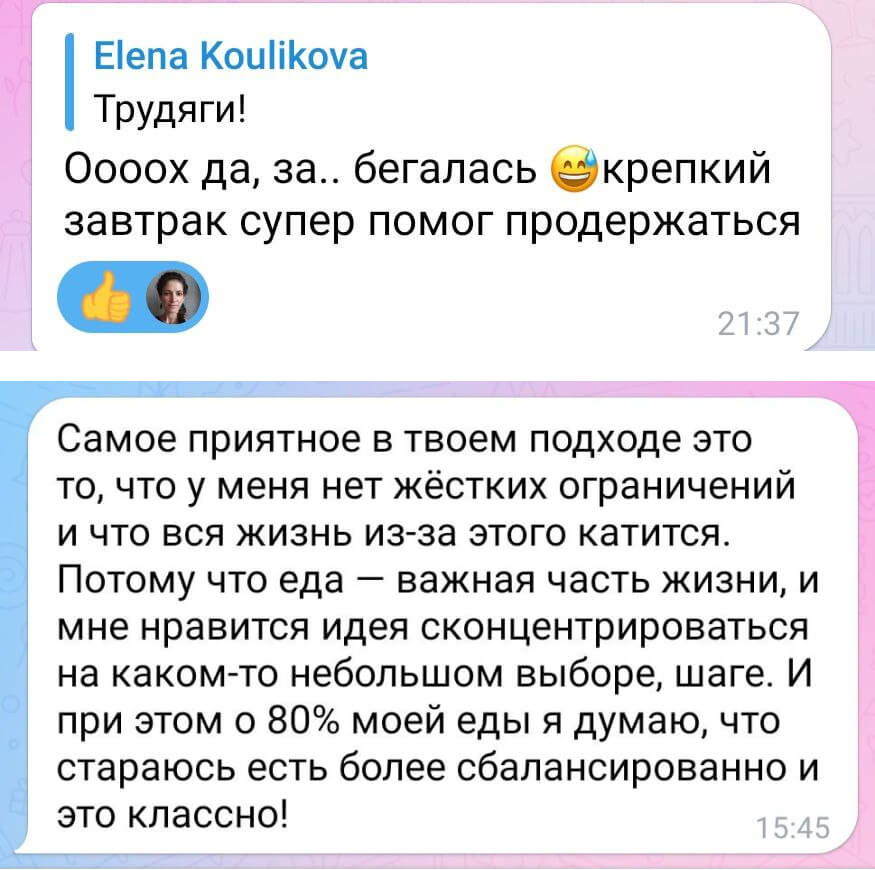 Elena Koulikova
Трудяги!
Ооооох да, за.. бегалась 😅крепкий
завтрак супер помог продержаться
👍
21:37
Самое приятное в твоем подходе это
то, что у меня нет жёстких ограничений
и что вся жизнь из-за этого катится.
Потому что еда — важная часть жизни, и
мне нравится идея сконцентрироваться
на каком-то небольшом выборе, шаге. И
при этом о 80% моей еды я думаю, что
стараюсь есть более сбалансированно и
это классно!
15:45